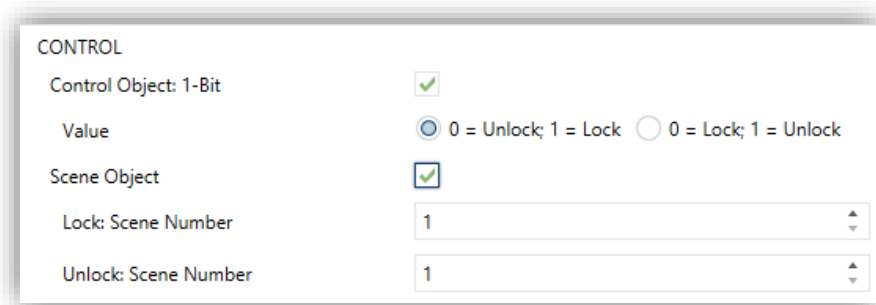 CONTROL
Control Object: 1-Bit
Value 0 = Unlock; 1 = Lock 0 = Lock; 1 = Unlock
Scene Object
Lock: Scene Number 1
Unlock: Scene Number 1